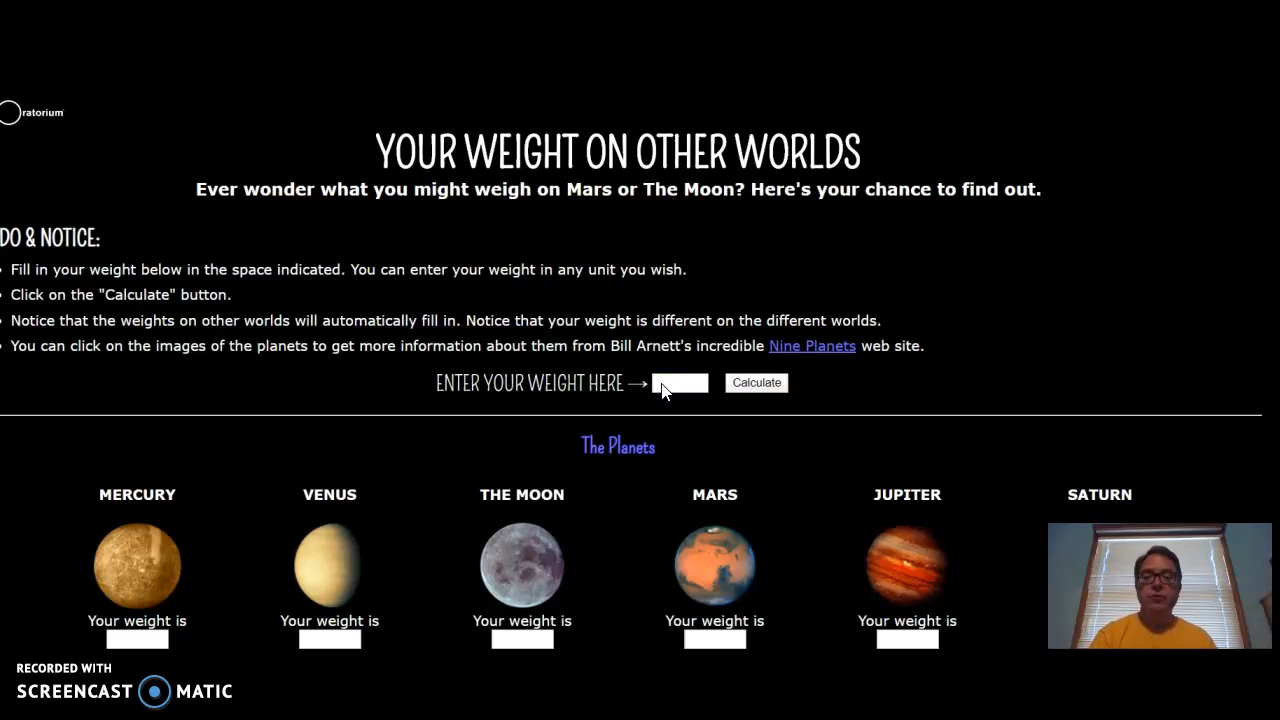 ratorium
YOUR WEIGHT ON OTHER WORLDS
Ever wonder what you might weigh on Mars or The Moon? Here's your chance to find out.
DO & NOTICE:
Fill in your weight below in the space indicated. You can enter your weight in any unit you wish.
Click on the "Calculate" button.
Notice that the weights on other worlds will automatically fill in. Notice that your weight is different on the different worlds.
You can click on the images of the planets to get more information about them from Bill Arnett's incredible Nine Planets web site.
ENTER YOUR WEIGHT HERE → Calculate
The Planets
MERCURY VENUS THE MOON MARS JUPITER SATURN
Your weight is Your weight is Your weight is Your weight is Your weight is
RECORDED WITH
SCREENCAST MATIC